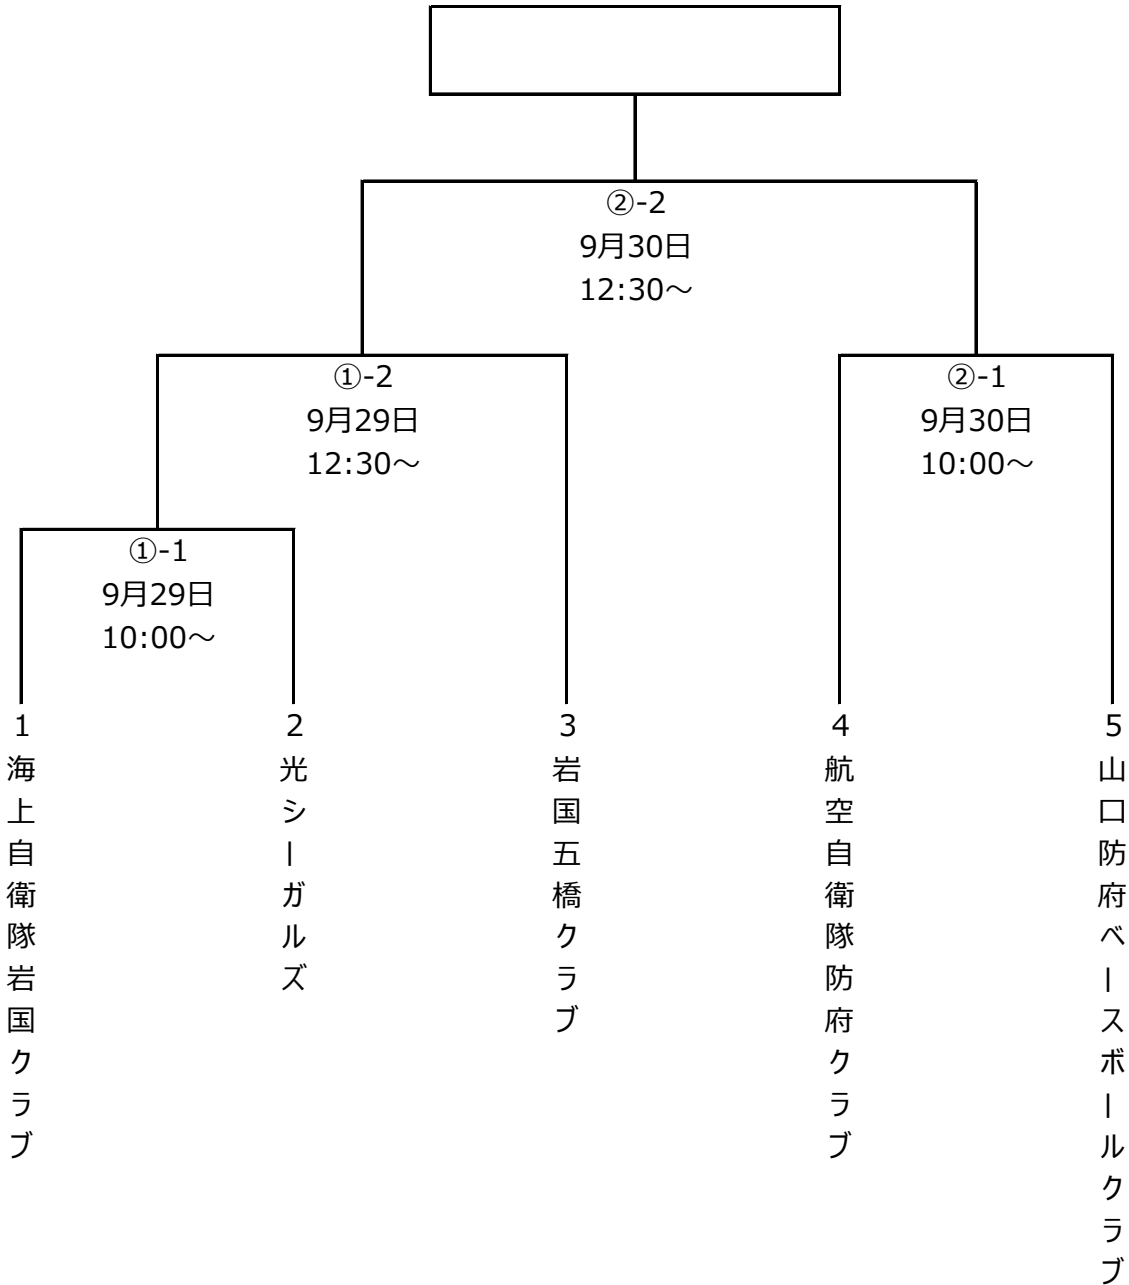 ②-2
9月30日
12:30～
①-2
9月29日
12:30～
②-1
9月30日
10:00～
①-1
9月29日
10:00～
1
海上自衛隊岩国クラブ
2
光シーガルズ
3
岩国五橋クラブ
4
航空自衛隊防府クラブ
5
山口防府ベースボールクラブ